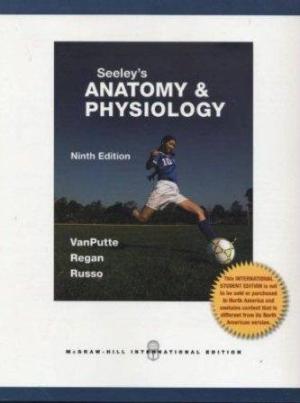 Seeley's
ANATOMY &
PHYSIOLOGY
Ninth Edition
VanPutte
Regan
Russo
This INTERNATIONAL
STUDENT EDITION is not
to be sold or purchased
in North America and
contains content that is
different from its North
American version.
McGRAW-HILL INTERNATIONAL EDITION